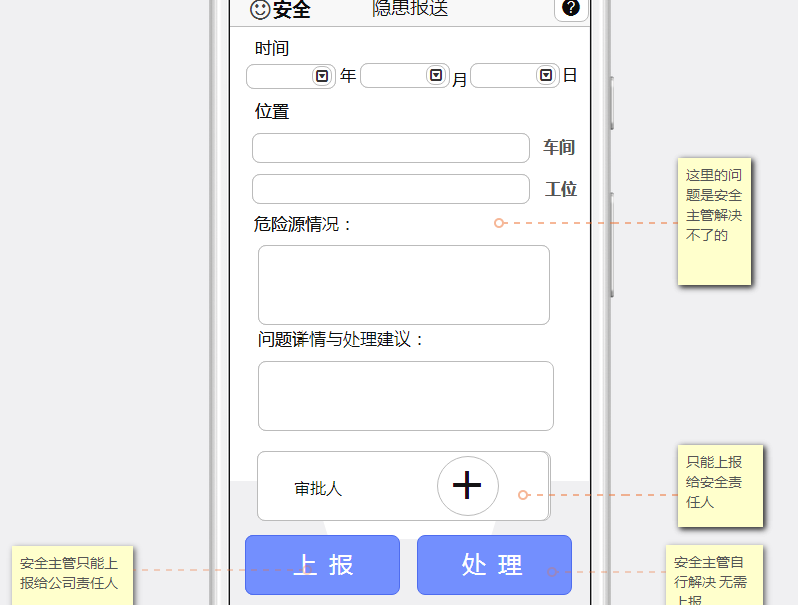 安全 隐患报送 ?
时间
年 月 日
位置
车间
工位
危险源情况：
问题详情与处理建议：
审批人
上 报 处 理
这里的问
题是安全
主管解决
不了的
只能上报
给安全责
任人
安全主管只能上
报给公司责任人
安全主管自
行解决 无需
上报